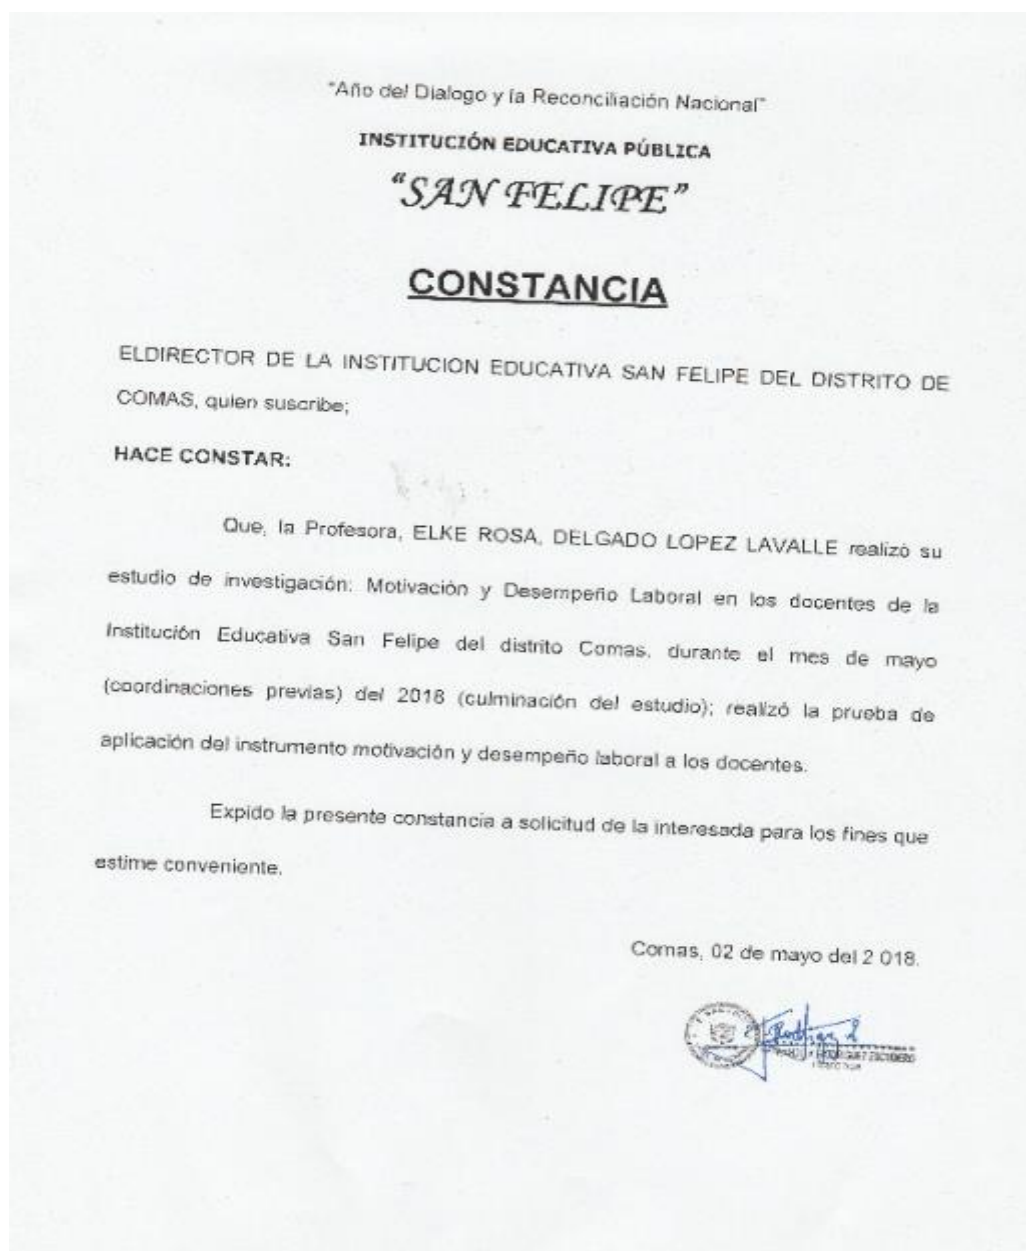 "Año del Dialogo y la Reconciliación Nacional"
INSTITUCIÓN EDUCATIVA PÚBLICA
"SAN FELIPE"
CONSTANCIA
ELDIRECTOR DE LA INSTITUCION EDUCATIVA SAN FELIPE DEL DISTRITO DE
COMAS, quien suscribe;
HACE CONSTAR:
Que, la Profesora, ELKE ROSA, DELGADO LOPEZ LAVALLE realizó su
estudio de investigación: Motivación y Desempeño Laboral en los docentes de la
Institución Educativa San Felipe del distrito Comas, durante el mes de mayo
(coordinaciones previas) del 2018 (culminación del estudio); realizó la prueba de
aplicación del instrumento motivación y desempeño laboral a los docentes.
Expido la presente constancia a solicitud de la interesada para los fines que
estime conveniente.
Comas, 02 de mayo del 2 018.
RODRIGUEZ ESCUDERO